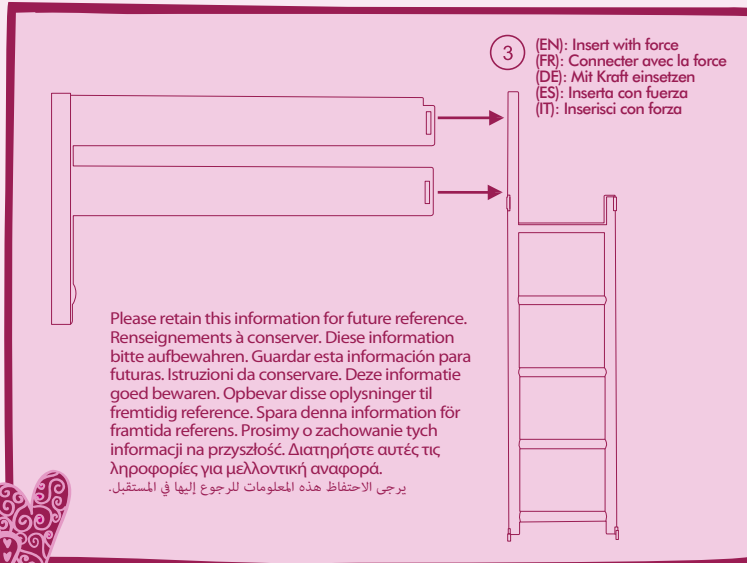 3
(EN): Insert with force
(FR): Connecter avec la force
(DE): Mit Kraft einsetzen
(ES): Inserta con fuerza
(IT): Inserisci con forza
Please retain this information for future reference.
Renseignements à conserver. Diese information
bitte aufbewahren. Guardar esta información para
futuras. Istruzioni da conservare. Deze informatie
goed bewaren. Opbevar disse oplysninger til
fremtidig reference. Spara denna information för
framtida referens. Prosimy o zachowanie tych
informacji na przyszłość. Διατηρήστε αυτές τις
ληροφορίες για μελλοντική αναφορά.
يرجى الاحتفاظ هذه المعلومات للرجوع إليها في المستقبل.